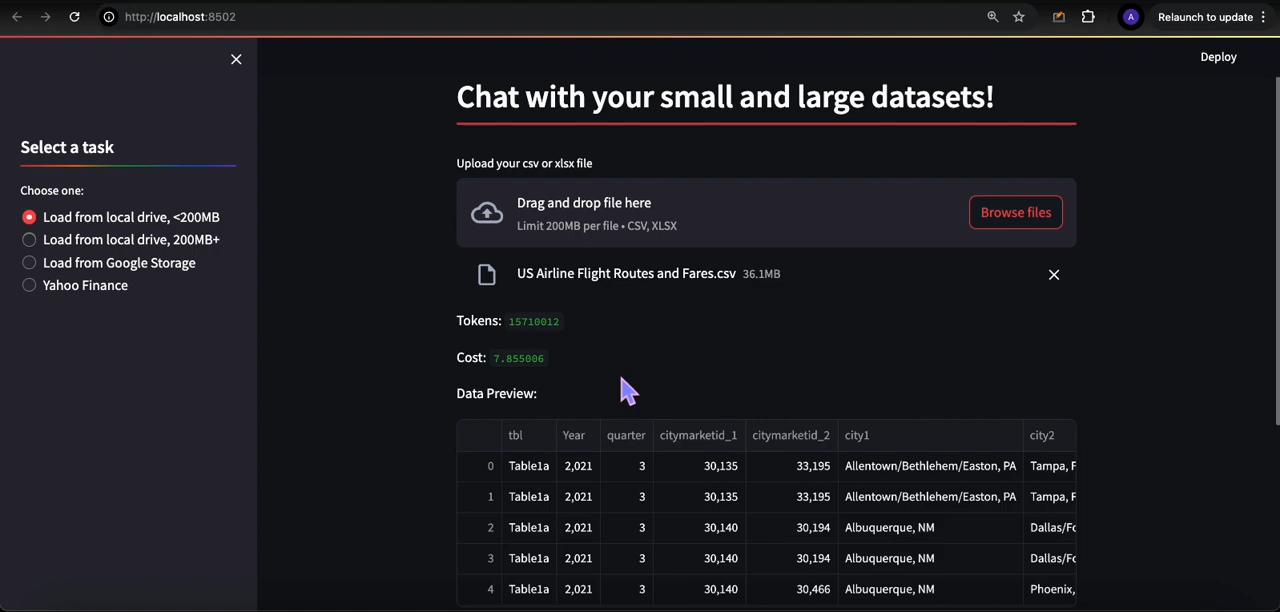 http://localhost:8502
A
Relaunch to update
Deploy
Select a task
Choose one:
Load from local drive, <200MB
Load from local drive, 200MB+
Load from Google Storage
Yahoo Finance
Chat with your small and large datasets!
Upload your csv or xlsx file
Drag and drop file here
Limit 200MB per file • CSV, XLSX
Browse files
US Airline Flight Routes and Fares.csv 36.1MB
Tokens: 15710012
Cost: 7.855006
Data Preview:
tbl Year quarter citymarketid_1 citymarketid_2 city1 city2
0 Table1a 2,021 3 30,135 33,195 Allentown/Bethlehem/Easton, PA Tampa, F
1 Table1a 2,021 3 30,135 33,195 Allentown/Bethlehem/Easton, PA Tampa, F
2 Table1a 2,021 3 30,140 30,194 Albuquerque, NM Dallas/Fo
3 Table1a 2,021 3 30,140 30,194 Albuquerque, NM Dallas/Fo
4 Table1a 2,021 3 30,140 30,466 Albuquerque, NM Phoenix,